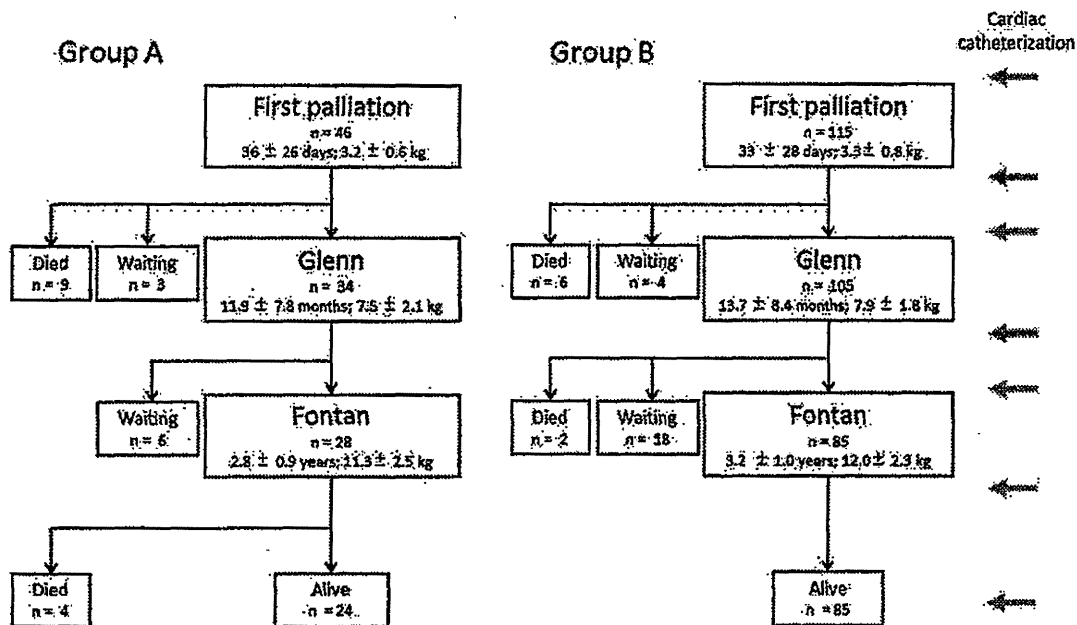 Cardiac
catheterization
Group A
Group B
First palliation
n = 46
36 ± 26 days; 3.2 ± 0.6 kg
First palliation
n = 115
33 ± 28 days; 3.3 ± 0.8 kg
Died
n = 9
Waiting
n = 3
Glenn
n = 34
11.9 ± 7.8 months; 7.5 ± 2.1 kg
Died
n = 6
Waiting
n = 4
Glenn
n = 105
13.7 ± 8.4 months; 7.9 ± 1.8 kg
Waiting
n = 6
Fontan
n = 28
2.8 ± 0.9 years; 11.3 ± 2.5 kg
Died
n = 2
Waiting
n = 18
Fontan
n = 85
3.2 ± 1.0 years; 12.0 ± 2.3 kg
Died
n = 4
Alive
n = 24
Alive
n = 85